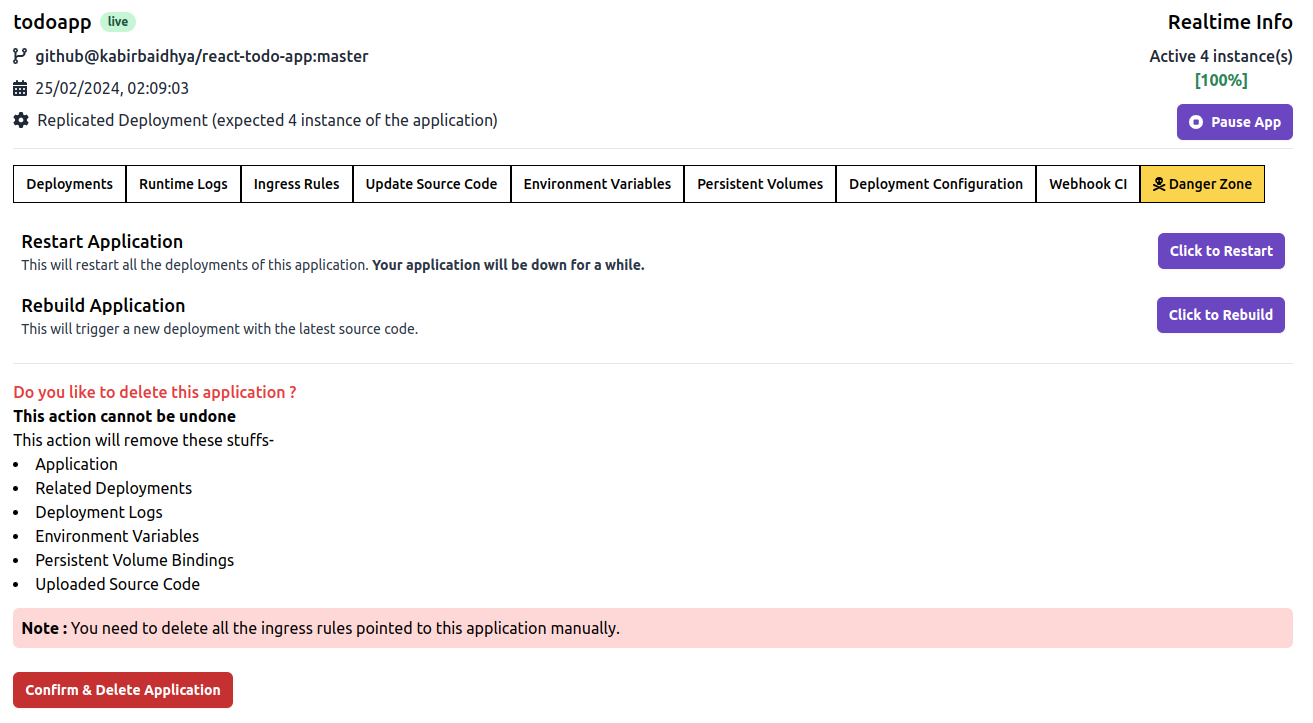 todoapp live
Realtime Info
github@kabirbaidhya/react-todo-app:master
Active 4 instance(s)
[100%]
25/02/2024, 02:09:03
Replicated Deployment (expected 4 instance of the application)
Pause App
Deployments Runtime Logs Ingress Rules Update Source Code Environment Variables Persistent Volumes Deployment Configuration Webhook CI Danger Zone
Restart Application
This will restart all the deployments of this application. Your application will be down for a while.
Click to Restart
Rebuild Application
This will trigger a new deployment with the latest source code.
Click to Rebuild
Do you like to delete this application ?
This action cannot be undone
This action will remove these stuffs-
• Application
• Related Deployments
• Deployment Logs
• Environment Variables
• Persistent Volume Bindings
• Uploaded Source Code
Note : You need to delete all the ingress rules pointed to this application manually.
Confirm & Delete Application